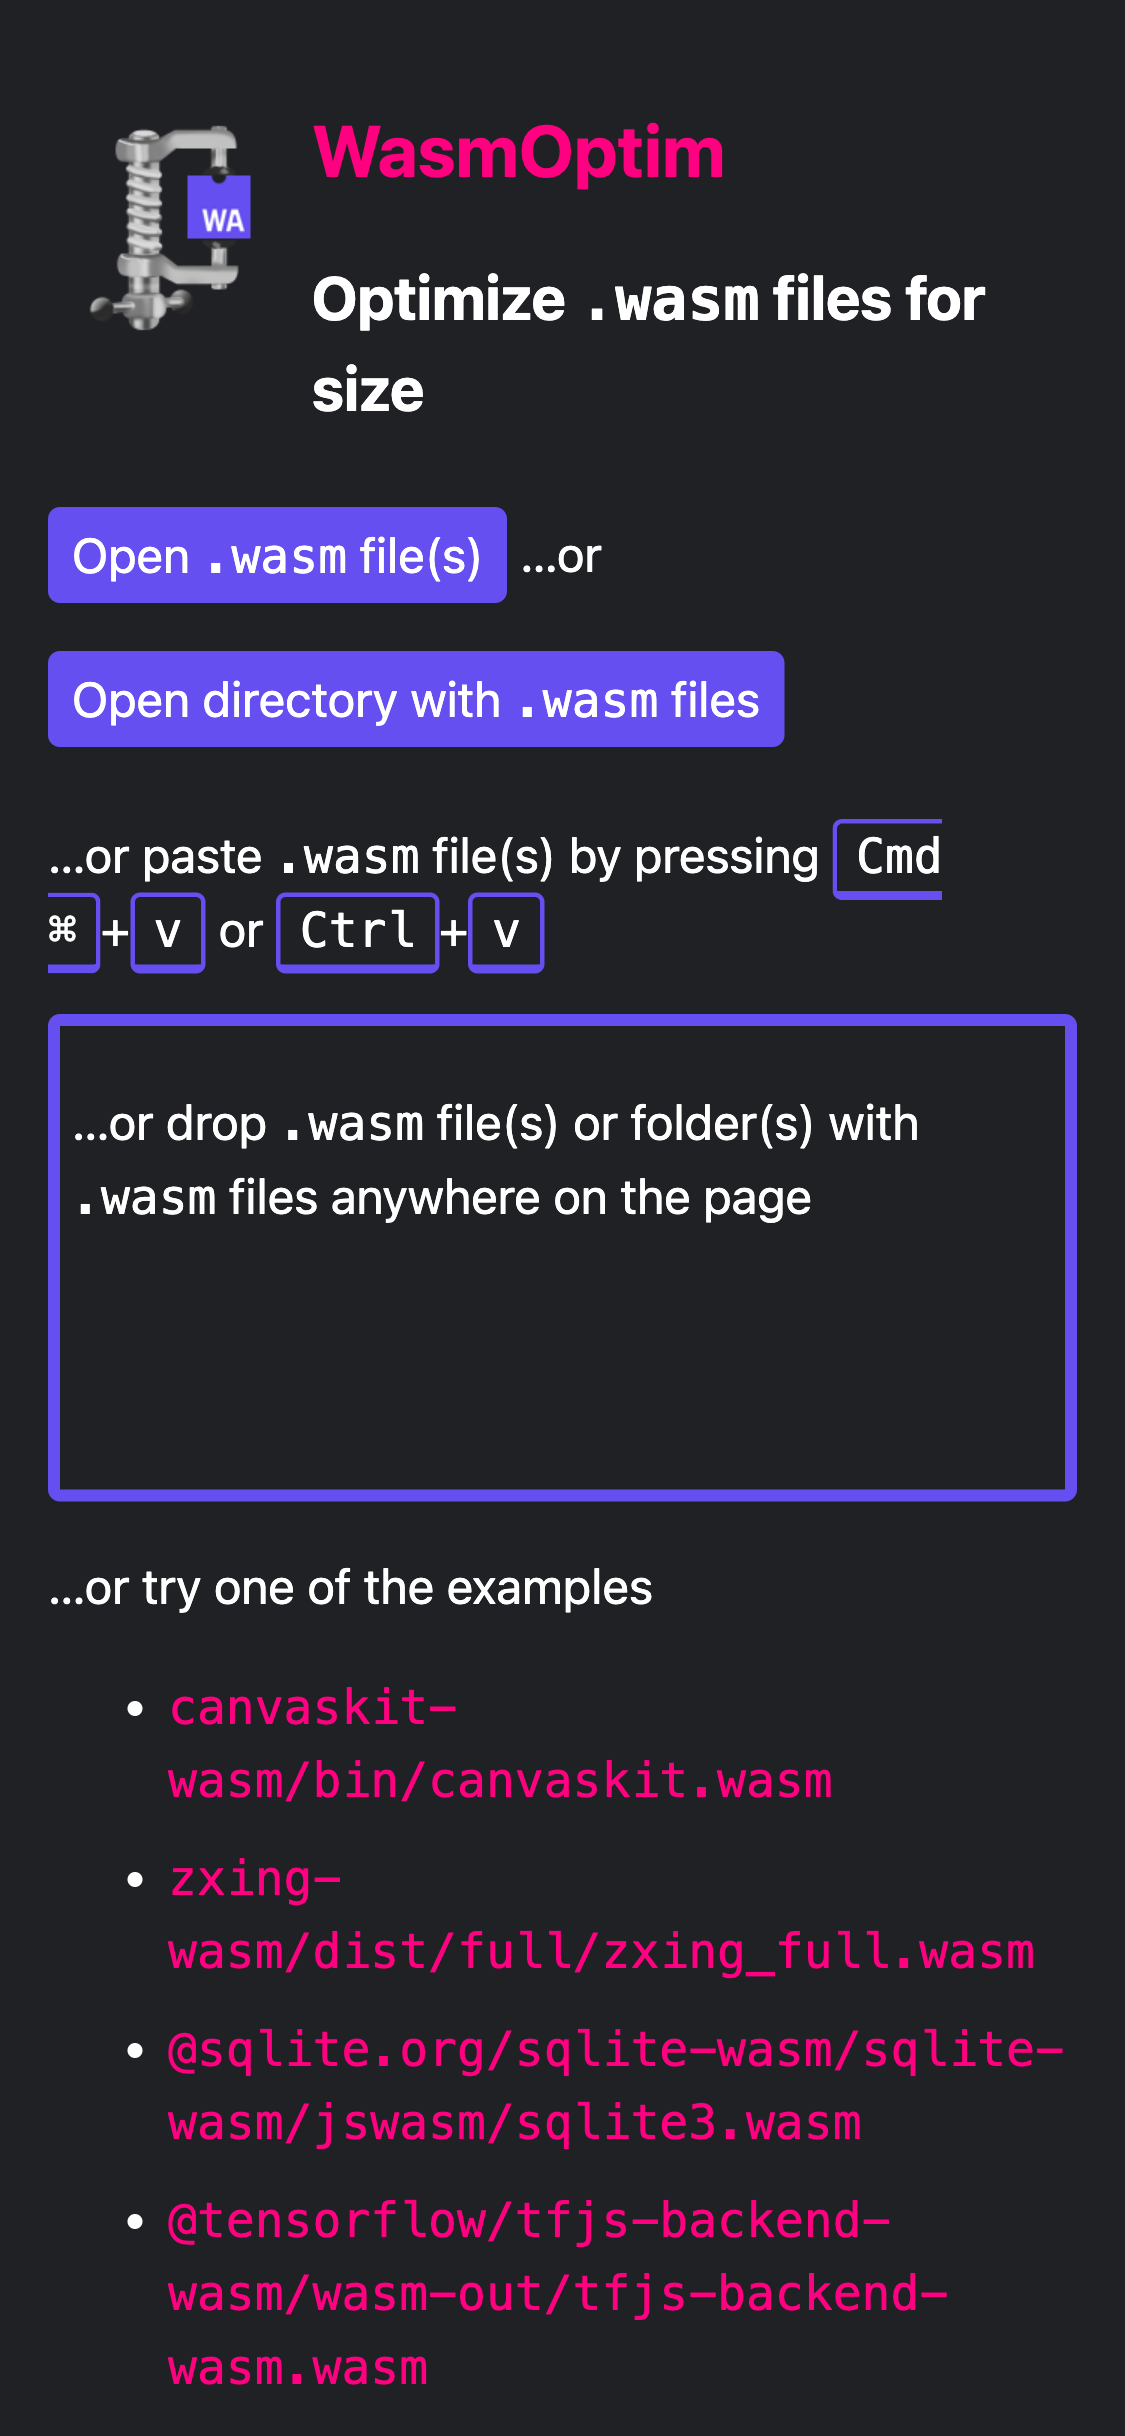 WA
WasmOptim
Optimize .wasm files for
size
Open .wasm file(s) ...or
Open directory with .wasm files
...or paste .wasm file(s) by pressing Cmd
⌘+v or Ctrl+v
...or drop .wasm file(s) or folder(s) with
.wasm files anywhere on the page
...or try one of the examples
• canvaskit-
wasm/bin/canvaskit.wasm
• zxing-
wasm/dist/full/zxing_full.wasm
• @sqlite.org/sqlite-wasm/sqlite-
wasm/jswasm/sqlite3.wasm
• @tensorflow/tfjs-backend-
wasm/wasm-out/tfjs-backend-
wasm.wasm